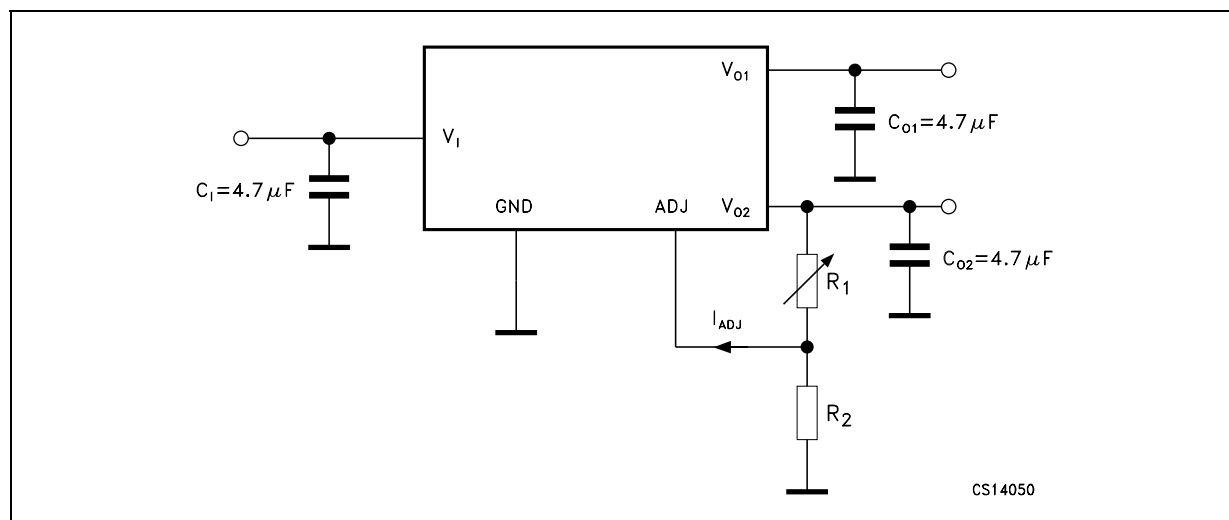 V_O1
C_O1=4.7μF
V_I
C_I=4.7μF
GND
ADJ
V_O2
C_O2=4.7μF
R_1
I_ADJ
R_2
CS14050